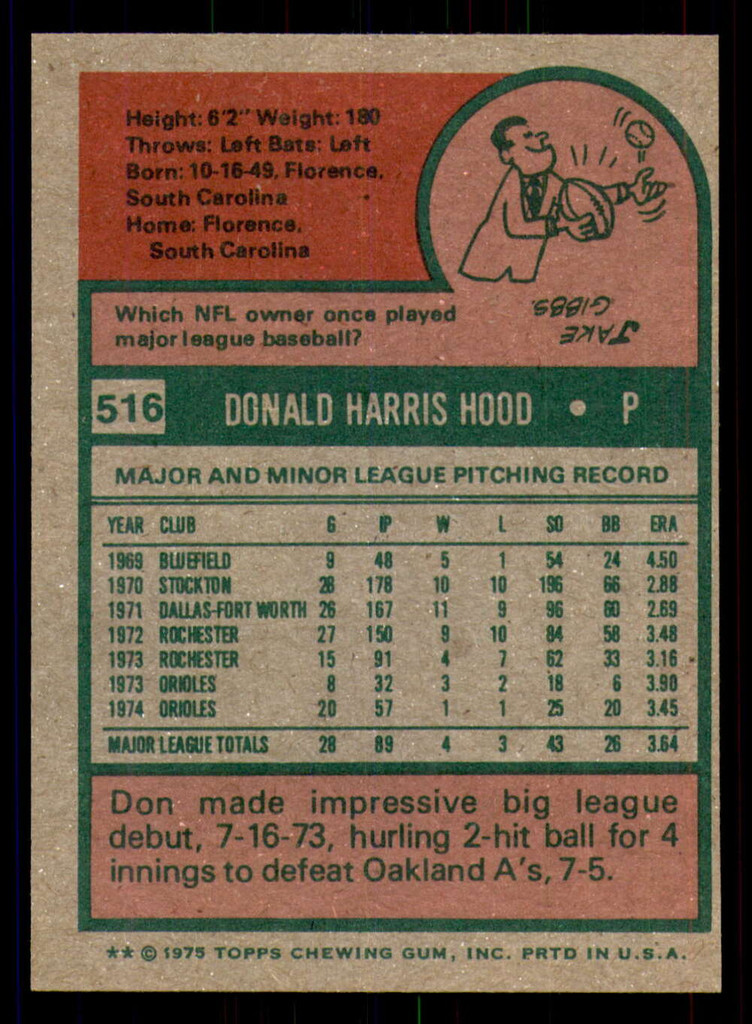 Height: 6'2" Weight: 180
Throws: Left Bats: Left
Born: 10-16-49, Florence,
South Carolina
Home: Florence,
South Carolina
Which NFL owner once played
major league baseball?
JAKE
GIBBS.
516 DONALD HARRIS HOOD • P
MAJOR AND MINOR LEAGUE PITCHING RECORD
YEAR CLUB G IP W L SO BB ERA
1969 BLUEFIELD 9 48 5 1 54 24 4.50
1970 STOCKTON 28 178 10 10 196 66 2.88
1971 DALLAS-FORT WORTH 26 167 11 9 96 60 2.69
1972 ROCHESTER 27 150 9 10 84 58 3.48
1973 ROCHESTER 15 91 4 7 62 33 3.16
1973 ORIOLES 8 32 3 2 18 6 3.90
1974 ORIOLES 20 57 1 1 25 20 3.45
MAJOR LEAGUE TOTALS 28 89 4 3 43 26 3.64
Don made impressive big league
debut, 7-16-73, hurling 2-hit ball for 4
innings to defeat Oakland A's, 7-5.
** © 1975 TOPPS CHEWING GUM, INC. PRTD IN U.S.A.